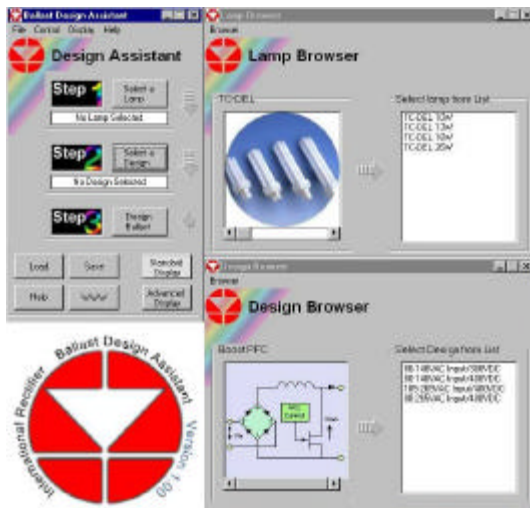 Ballast Design Assistant
File Control Display Help
Design Assistant
Step 1
Select a Lamp
No Lamp Selected
Step 2
Select a Design
No Design Selected
Step 3
Design Ballast
Load
Save
Standard Display
Help
Advanced Display
Lamp Browser
Browser
Lamp Browser
TC-DEL
Select lamp from List
TC-DEL 10W
TC-DEL 13W
TC-DEL 18W
TC-DEL 26W
Design Browser
Browser
Design Browser
Boost PFC
Select Design from List
International Rectifier Ballast Design Assistant Version 1.00